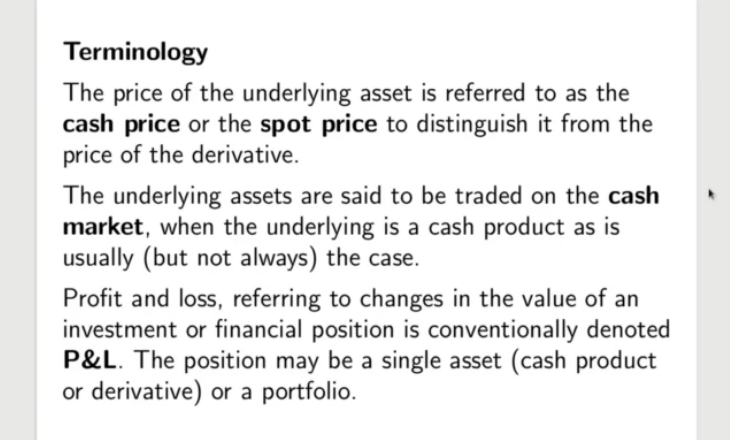 Terminology
The price of the underlying asset is referred to as the
cash price or the spot price to distinguish it from the
price of the derivative.
The underlying assets are said to be traded on the cash
market, when the underlying is a cash product as is
usually (but not always) the case.
Profit and loss, referring to changes in the value of an
investment or financial position is conventionally denoted
P&L. The position may be a single asset (cash product
or derivative) or a portfolio.